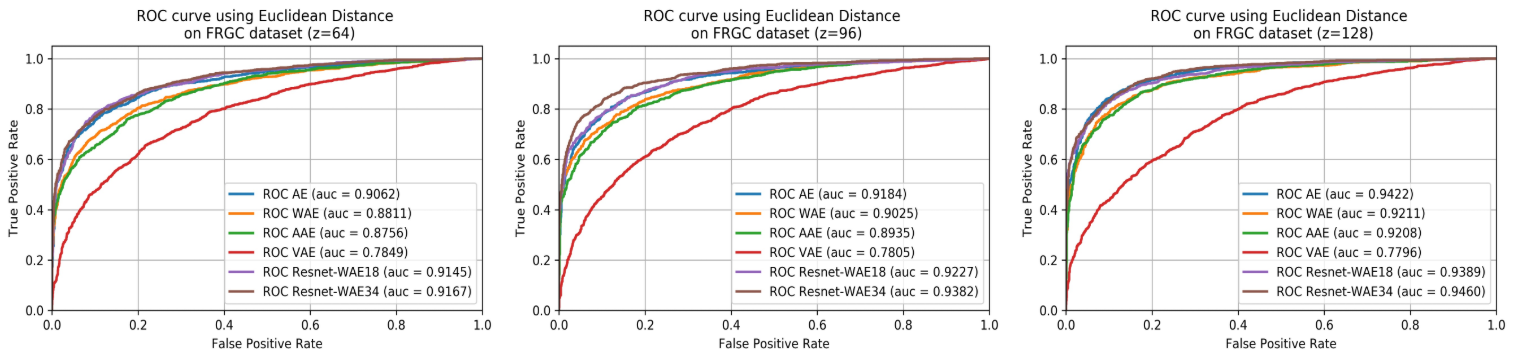 ROC curve using Euclidean Distance
on FRGC dataset (z=64)
1.0
0.8
0.6
0.4
0.2
0.0
True Positive Rate
ROC AE (auc = 0.9062)
ROC WAE (auc = 0.8811)
ROC AAE (auc = 0.8756)
ROC VAE (auc = 0.7849)
ROC Resnet-WAE18 (auc = 0.9145)
ROC Resnet-WAE34 (auc = 0.9167)
0.0 0.2 0.4 0.6 0.8 1.0
False Positive Rate
ROC curve using Euclidean Distance
on FRGC dataset (z=96)
1.0
0.8
0.6
0.4
0.2
0.0
True Positive Rate
ROC AE (auc = 0.9184)
ROC WAE (auc = 0.9025)
ROC AAE (auc = 0.8935)
ROC VAE (auc = 0.7805)
ROC Resnet-WAE18 (auc = 0.9227)
ROC Resnet-WAE34 (auc = 0.9382)
0.0 0.2 0.4 0.6 0.8 1.0
False Positive Rate
ROC curve using Euclidean Distance
on FRGC dataset (z=128)
1.0
0.8
0.6
0.4
0.2
0.0
True Positive Rate
ROC AE (auc = 0.9422)
ROC WAE (auc = 0.9211)
ROC AAE (auc = 0.9208)
ROC VAE (auc = 0.7796)
ROC Resnet-WAE18 (auc = 0.9389)
ROC Resnet-WAE34 (auc = 0.9460)
0.0 0.2 0.4 0.6 0.8 1.0
False Positive Rate